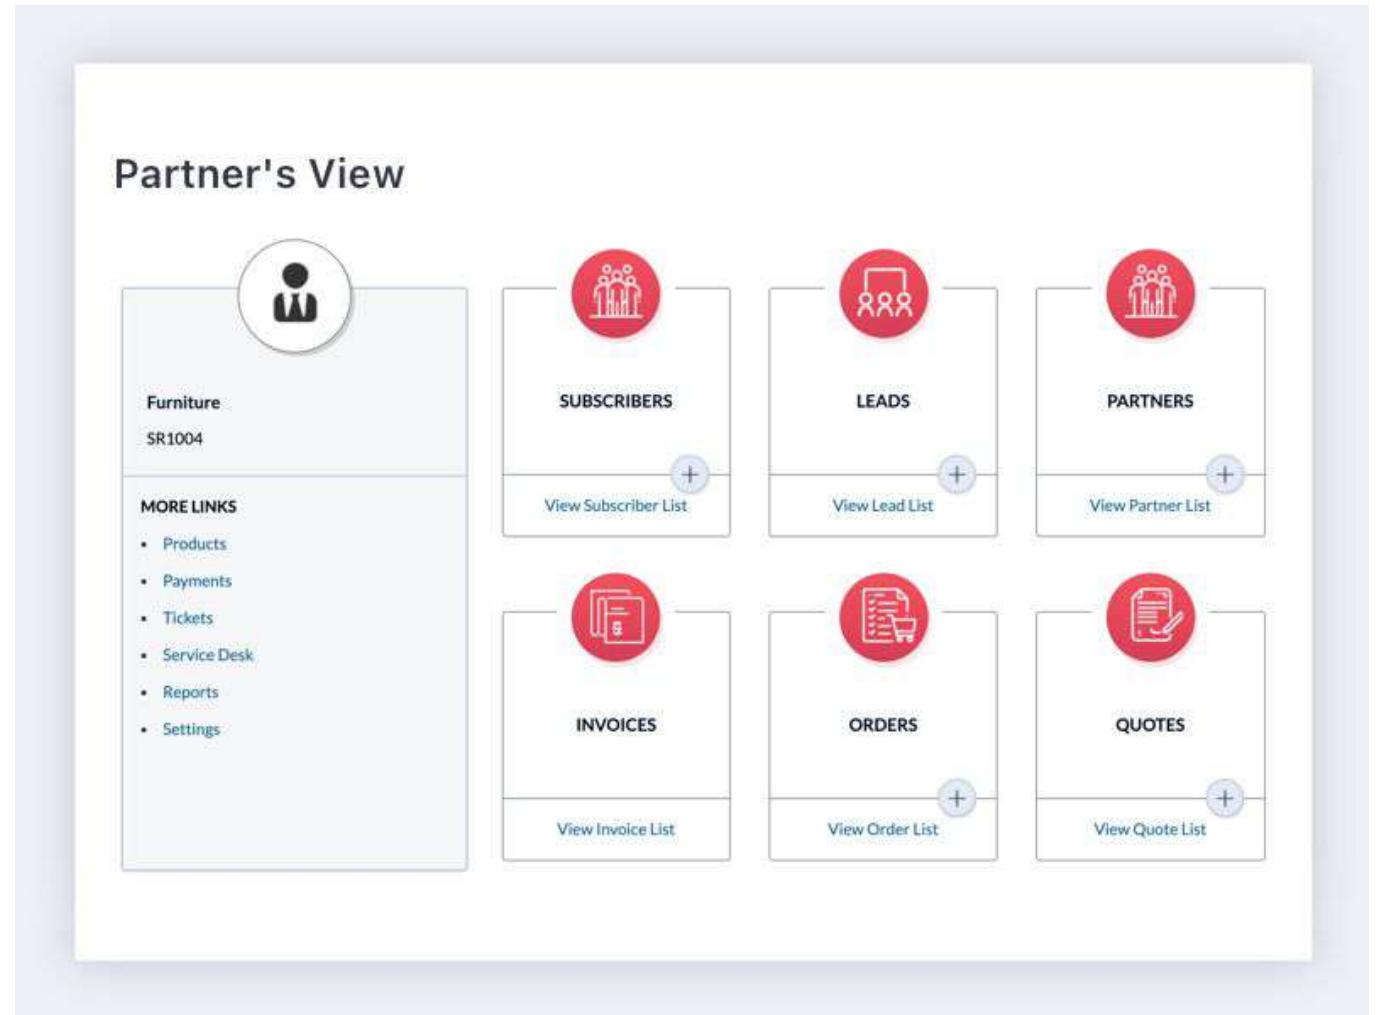 Partner's View
Furniture
SR1004
MORE LINKS
• Products
• Payments
• Tickets
• Service Desk
• Reports
• Settings
SUBSCRIBERS
View Subscriber List
LEADS
View Lead List
PARTNERS
View Partner List
INVOICES
View Invoice List
ORDERS
View Order List
QUOTES
View Quote List